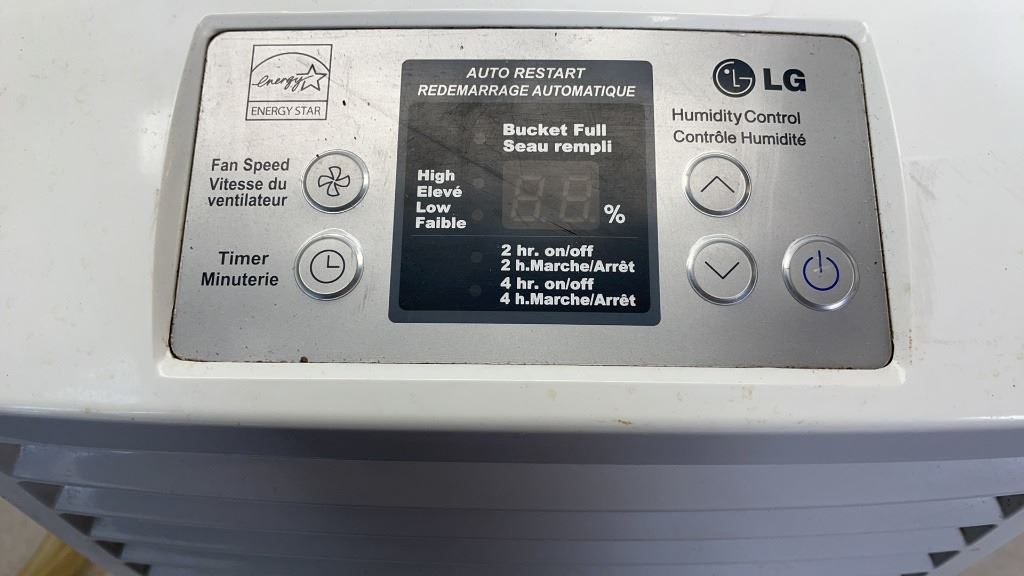 energy
ENERGY STAR
AUTO RESTART
REDEMARRAGE AUTOMATIQUE
LG
Humidity Control
Contrôle Humidité
Fan Speed
Vitesse du
ventilateur
Bucket Full
Seau rempli
High
Elevé
Low
Faible
%
Timer
Minuterie
2 hr. on/off
2 h.Marche/Arrêt
4 hr. on/off
4 h.Marche/Arrêt